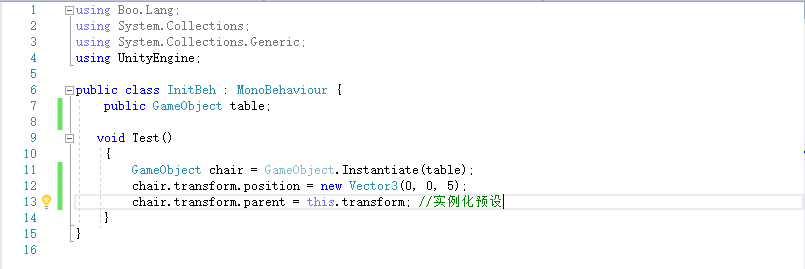 1 using Boo.Lang;
2 using System.Collections;
3 using System.Collections.Generic;
4 using UnityEngine;
5
6 public class InitBeh : MonoBehaviour {
7 public GameObject table;
8
9 void Test()
10 {
11 GameObject chair = GameObject.Instantiate(table);
12 chair.transform.position = new Vector3(0, 0, 5);
13 chair.transform.parent = this.transform; //实例化预设
14 }
15 }
16